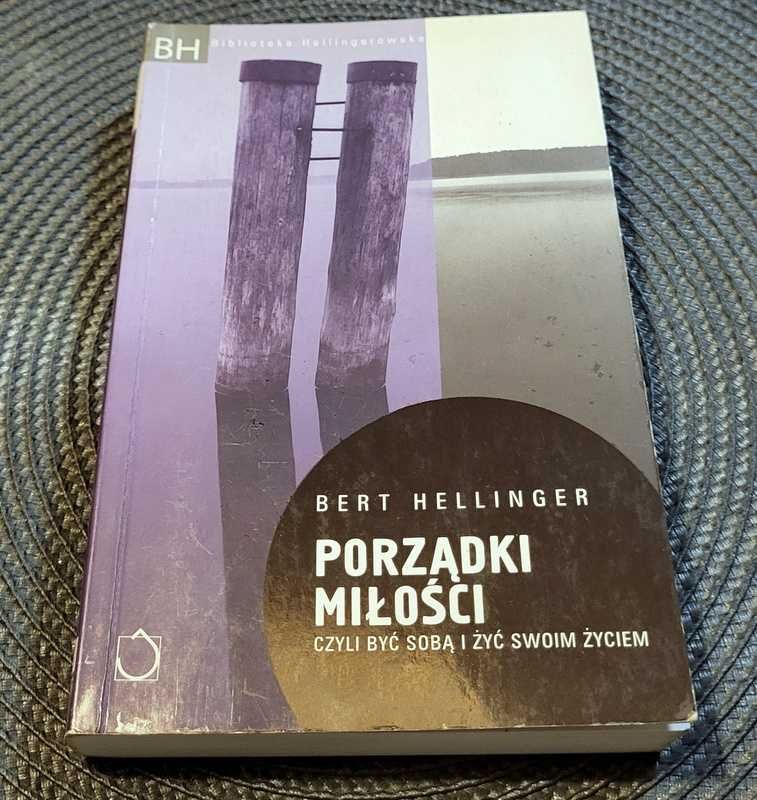 BH Biblioteka Hellingerowska
BERT HELLINGER
PORZĄDKI
MIŁOŚCI
CZYLI BYĆ SOBĄ I ŻYĆ SWOIM ŻYCIEM